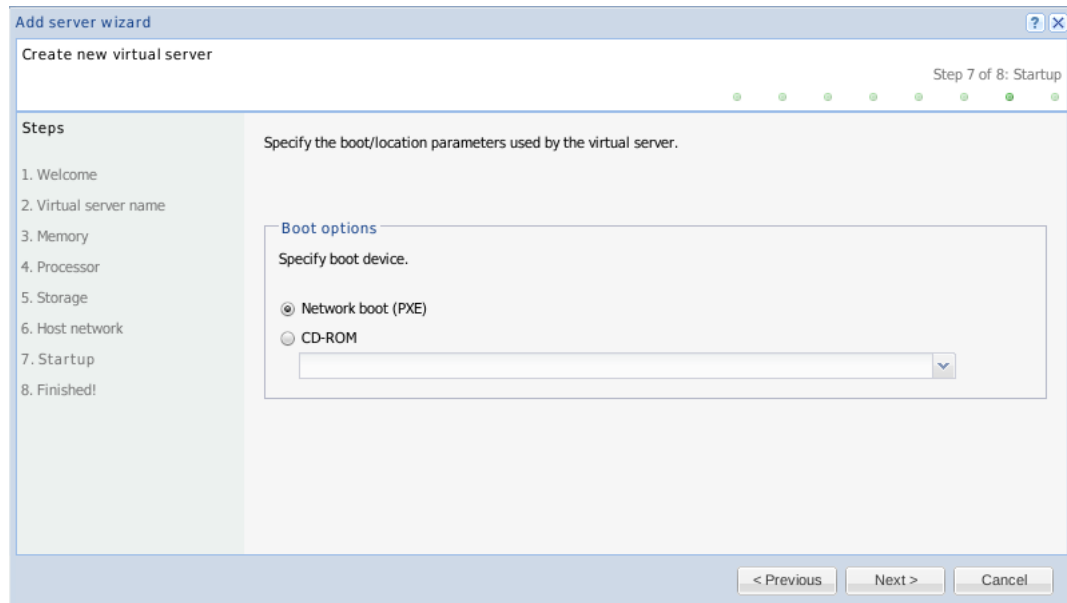 Add server wizard
?
Create new virtual server
Step 7 of 8: Startup
Steps
1. Welcome
2. Virtual server name
3. Memory
4. Processor
5. Storage
6. Host network
7. Startup
8. Finished!
Specify the boot/location parameters used by the virtual server.
Boot options
Specify boot device.
Network boot (PXE)
CD-ROM
< Previous
Next >
Cancel